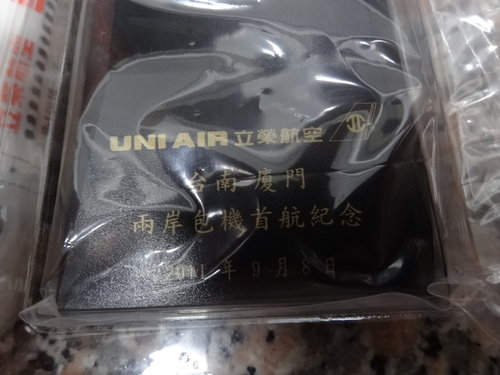 UNI AIR 立榮航空
台南 廈門
兩岸包機首航紀念
2011 年 9 月 8 日